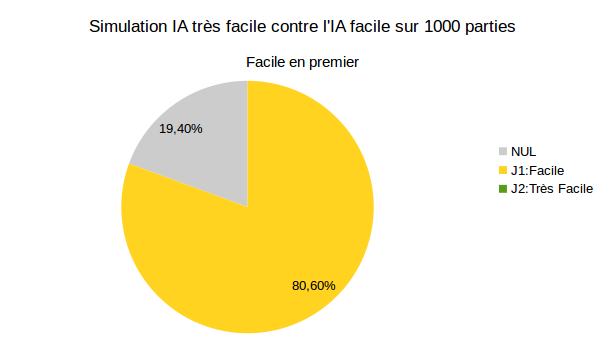 Simulation IA très facile contre l'IA facile sur 1000 parties
Facile en premier
19,40%
NUL
J1:Facile
J2:Très Facile
80,60%